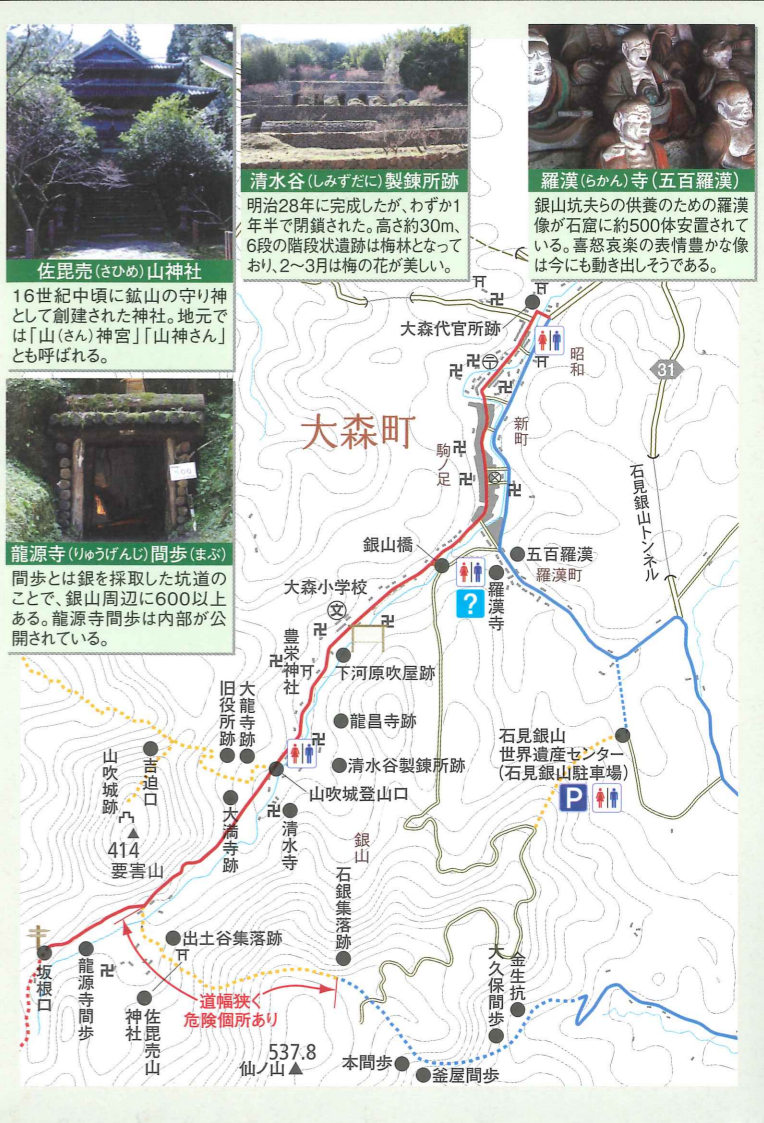 佐毘売(さひめ)山神社
16世紀中頃に鉱山の守り神
として創建された神社。地元で
は「山(さん)神宮」「山神さん」
とも呼ばれる。
清水谷(しみずだに)製錬所跡
明治28年に完成したが、わずか1
年半で閉鎖された。高さ約30m、
6段の階段状遺跡は梅林となって
おり、2~3月は梅の花が美しい。
羅漢(らかん)寺(五百羅漢)
銀山坑夫らの供養のための羅漢
像が石窟に約500体安置されて
いる。喜怒哀楽の表情豊かな像
は今にも動き出しそうである。
龍源寺(りゅうげんじ)間歩(まぶ)
間歩とは銀を採取した坑道の
ことで、銀山周辺に600以上
ある。龍源寺間歩は内部が公
開されている。
大森代官所跡
昭和
31
新町
大森町
駒ノ足
石見銀山トンネル
銀山橋
五百羅漢
羅漢町
羅漢寺
?
大森小学校
文
豊栄神社
下河原吹屋跡
龍昌寺跡
大龍寺跡
旧役所跡
清水谷製錬所跡
石見銀山
世界遺産センター
(石見銀山駐車場)
P
山吹城登山口
吉迫口
山吹城跡
414
要害山
大満寺跡
清水寺
銀山
石銀集落跡
出土谷集落跡
坂根口
龍源寺間歩
佐毘売山
神社
道幅狭く
危険個所あり
537.8
仙ノ山
本間歩
釜屋間歩
大久保間歩
金生坑